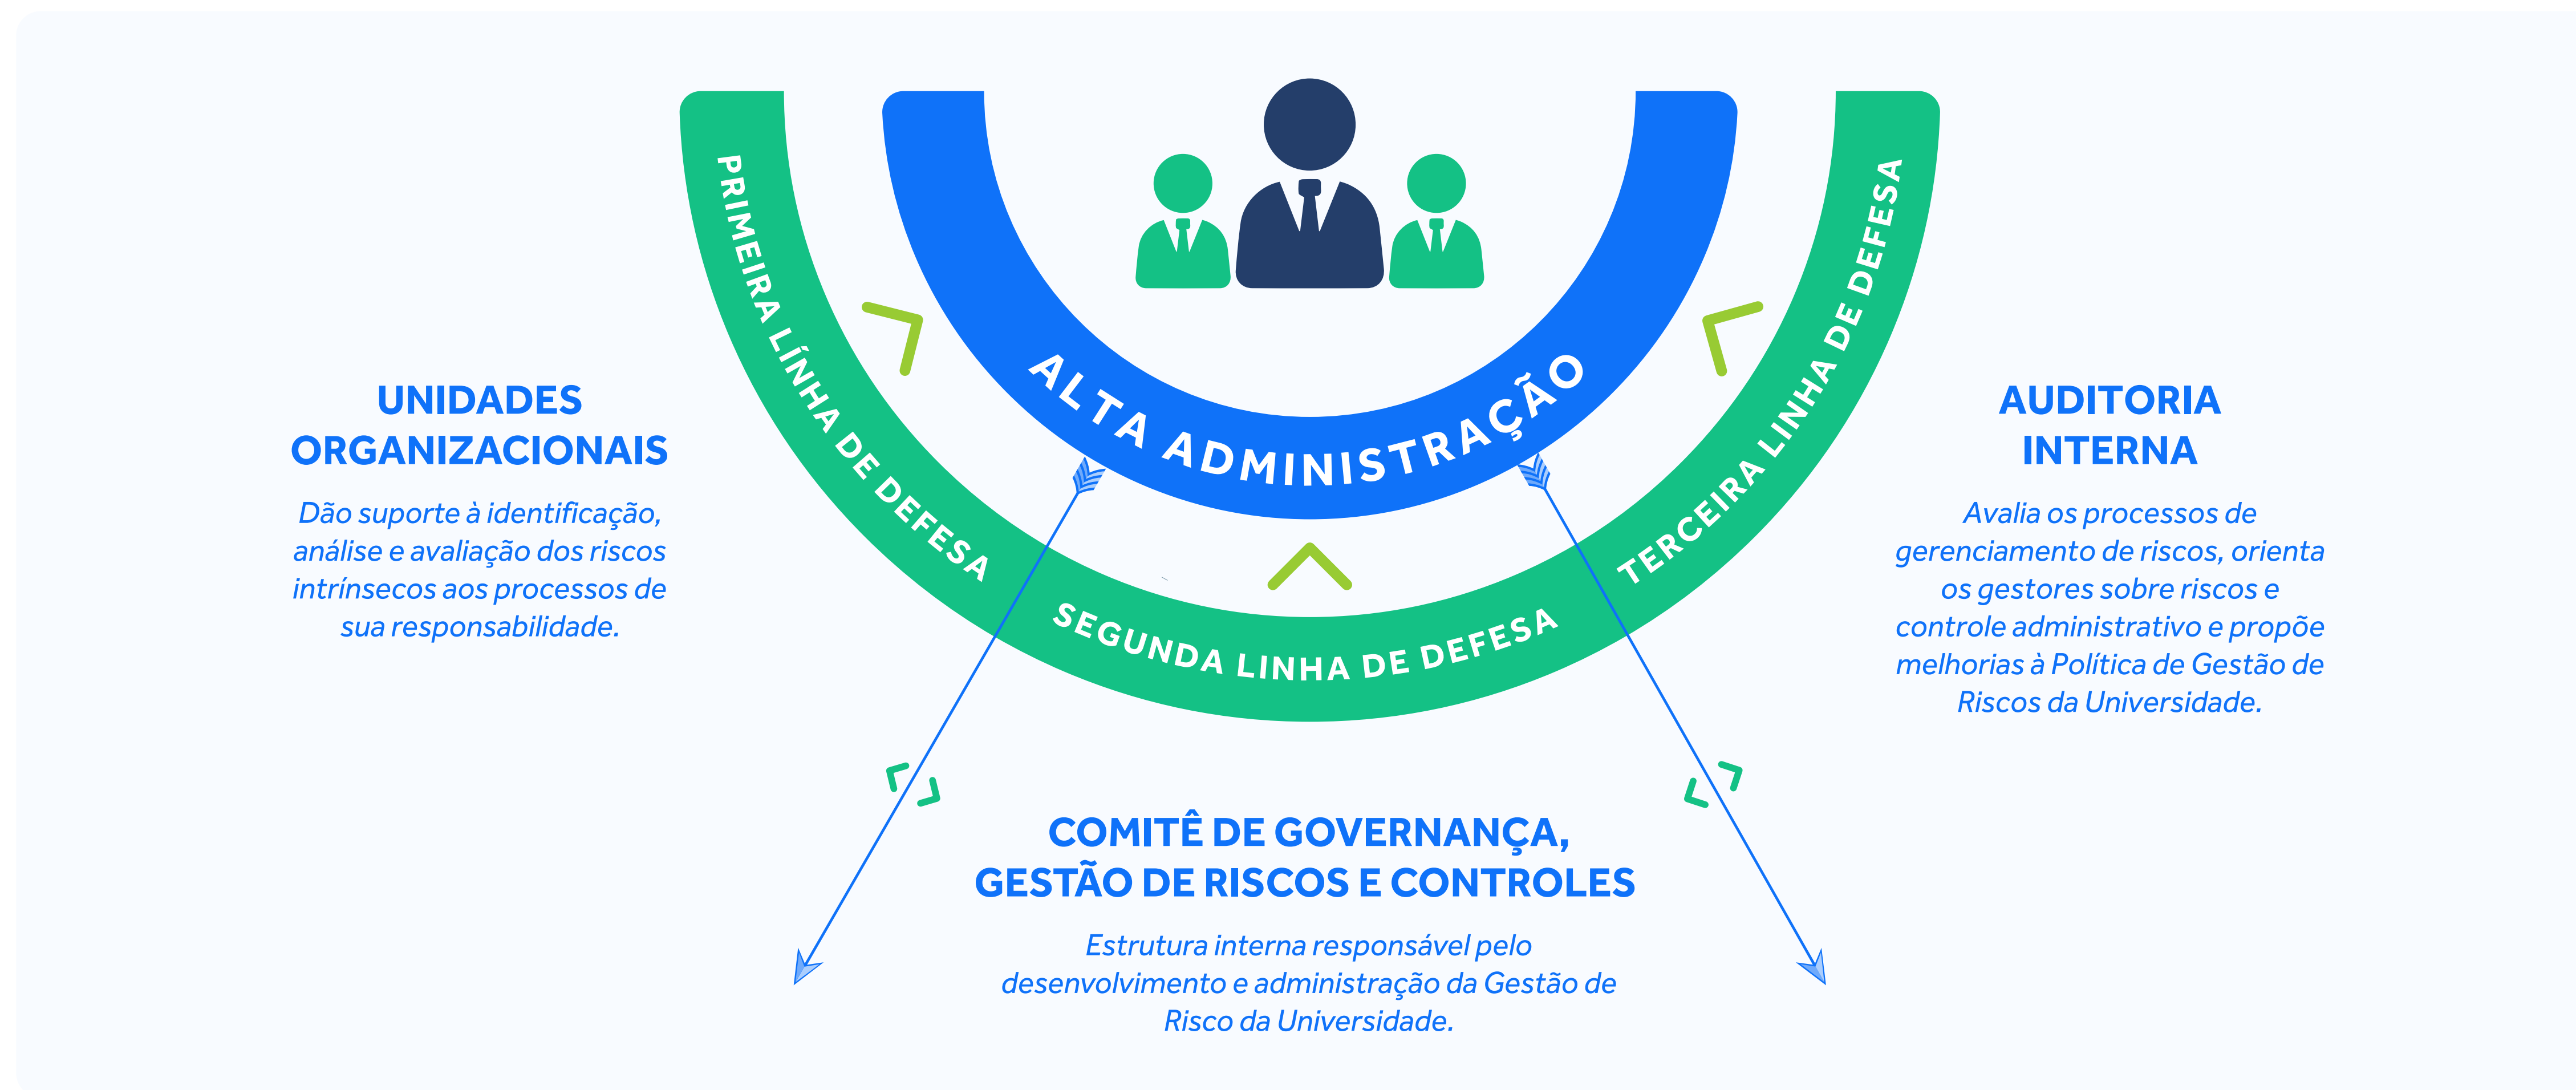 ALTA ADMINISTRAÇÃO
PRIMEIRA LÍNHA DE DEFESA
SEGUNDA LINHA DE DEFESA
TERCEIRA LINHA DE DEFESA
UNIDADES
ORGANIZACIONAIS
Dão suporte à identificação,
análise e avaliação dos riscos
intrínsecos aos processos de
sua responsabilidade.
COMITÊ DE GOVERNANÇA,
GESTÃO DE RISCOS E CONTROLES
Estrutura interna responsável pelo
desenvolvimento e administração da Gestão de
Risco da Universidade.
AUDITORIA
INTERNA
Avalia os processos de
gerenciamento de riscos, orienta
os gestores sobre riscos e
controle administrativo e propõe
melhorias à Política de Gestão de
Riscos da Universidade.